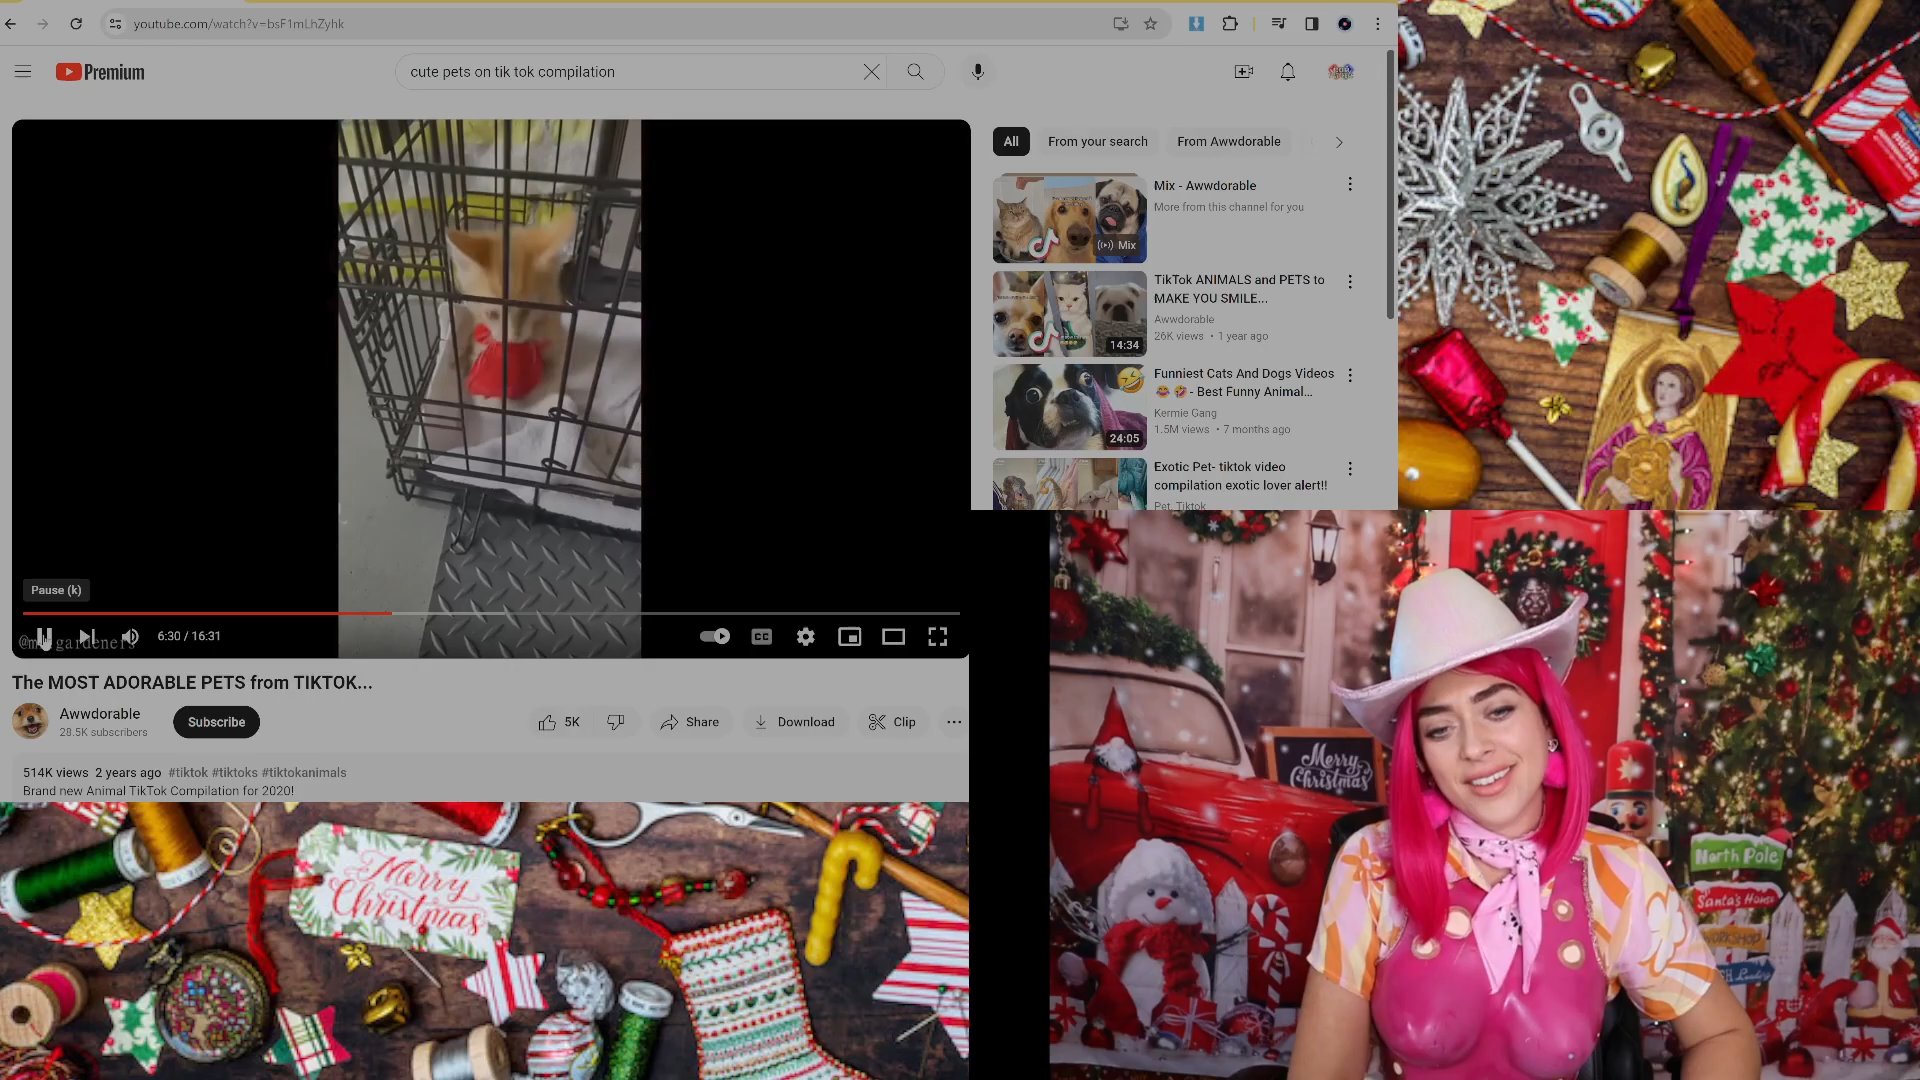 youtube.com/watch?v=bsF1mLhZyhk
Premium
cute pets on tik tok compilation
All
From your search
From Awwdorable
Mix
Mix - Awwdorable
More from this channel for you
14:34
TikTok ANIMALS and PETS to
MAKE YOU SMILE...
Awwdorable
26K views • 1 year ago
24:05
Funniest Cats And Dogs Videos
😂 🤣 - Best Funny Animal...
Kermie Gang
1.5M views • 7 months ago
Exotic Pet- tiktok video
compilation exotic lover alert!!
Pet, Tiktok
Pause (k)
6:30 / 16:31
CC
The MOST ADORABLE PETS from TIKTOK...
Awwdorable
28.5K subscribers
Subscribe
5K
Share
Download
Clip
514K views 2 years ago #tiktok #tiktoks #tiktokanimals
Brand new Animal TikTok Compilation for 2020!
Merry
Christmas
Merry
Christmas
North Pole
Santa's House
WORKSHOP